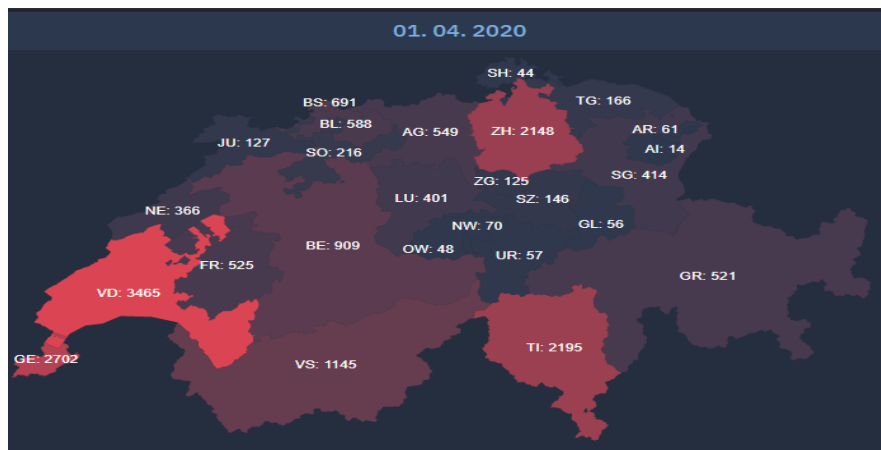 01. 04. 2020
SH: 44
BS: 691
TG: 166
BL: 588
AG: 549
ZH: 2148
AR: 61
JU: 127
SO: 216
AI: 14
ZG: 125
SG: 414
LU: 401
SZ: 146
NE: 366
NW: 70
GL: 56
BE: 909
OW: 48
UR: 57
FR: 525
GR: 521
VD: 3465
TI: 2195
GE: 2702
VS: 1145